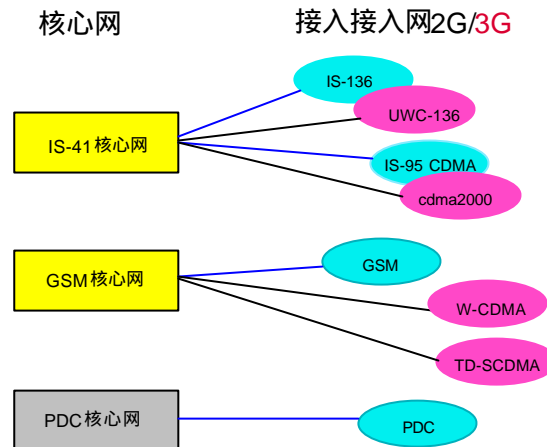 核心网
接入接入网2G/3G
IS-136
UWC-136
IS-41核心网
IS-95 CDMA
cdma2000
GSM核心网
GSM
W-CDMA
TD-SCDMA
PDC核心网
PDC